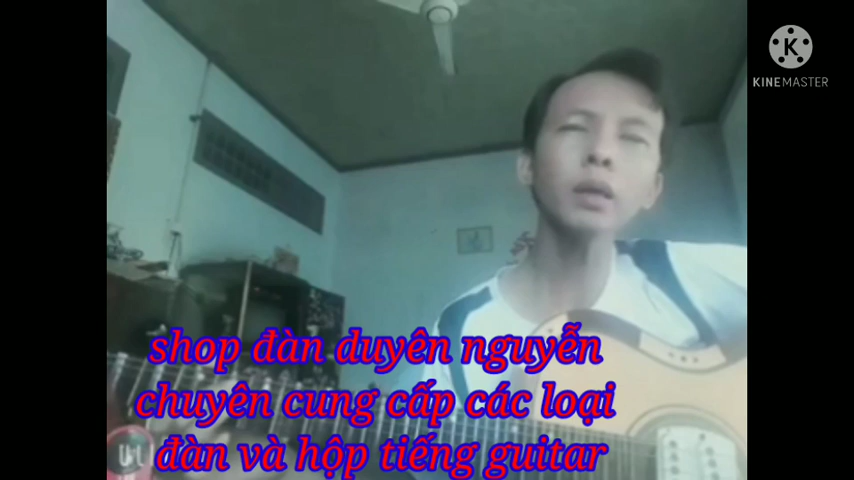 KINEMASTER
shop đàn duyên nguyễn
chuyên cung cấp các loại
đàn và hộp tiếng guitar